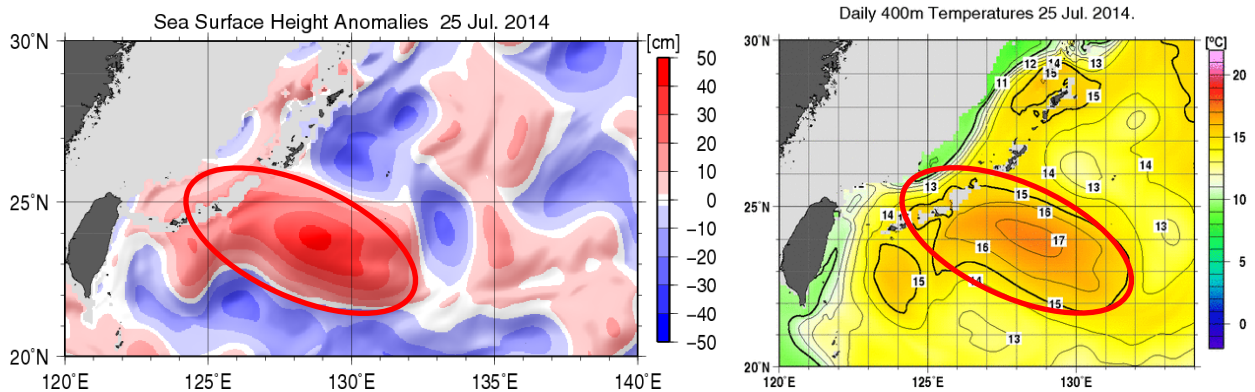 Sea Surface Height Anomalies 25 Jul. 2014
[cm]
30°N
25°N
20°N
120°E 125°E 130°E 135°E 140°E
50
40
30
20
10
0
−10
−20
−30
−40
−50
Daily 400m Temperatures 25 Jul. 2014.
[°C]
30°N
25°N
20°N
120°E 125°E 130°E
20
15
10
5
0
12 14 13
15
11
15
14
13
13
15
14
16
13
16
17
15
14
15
13